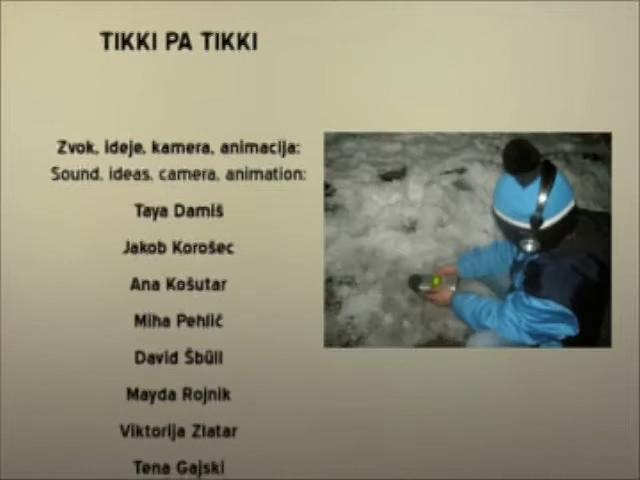 TIKKI PA TIKKI
Zvok, ideje, kamera, animacija:
Sound, ideas, camera, animation:
Taya Damiš
Jakob Korošec
Ana Košutar
Miha Pehlič
David Šbüll
Mayda Rojnik
Viktorija Zlatar
Tena Gajski